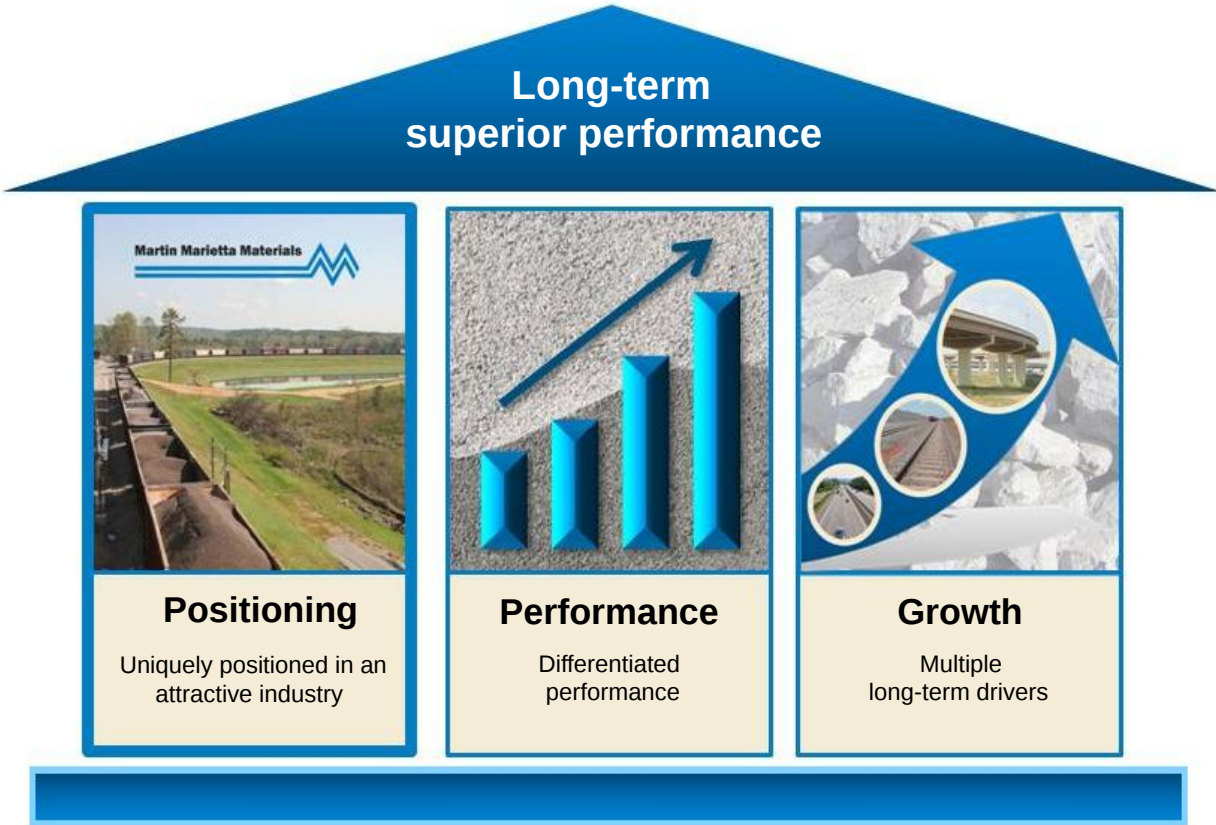 Long-term
superior performance
Martin Marietta Materials
Positioning
Uniquely positioned in an
attractive industry
Performance
Differentiated
performance
Growth
Multiple
long-term drivers